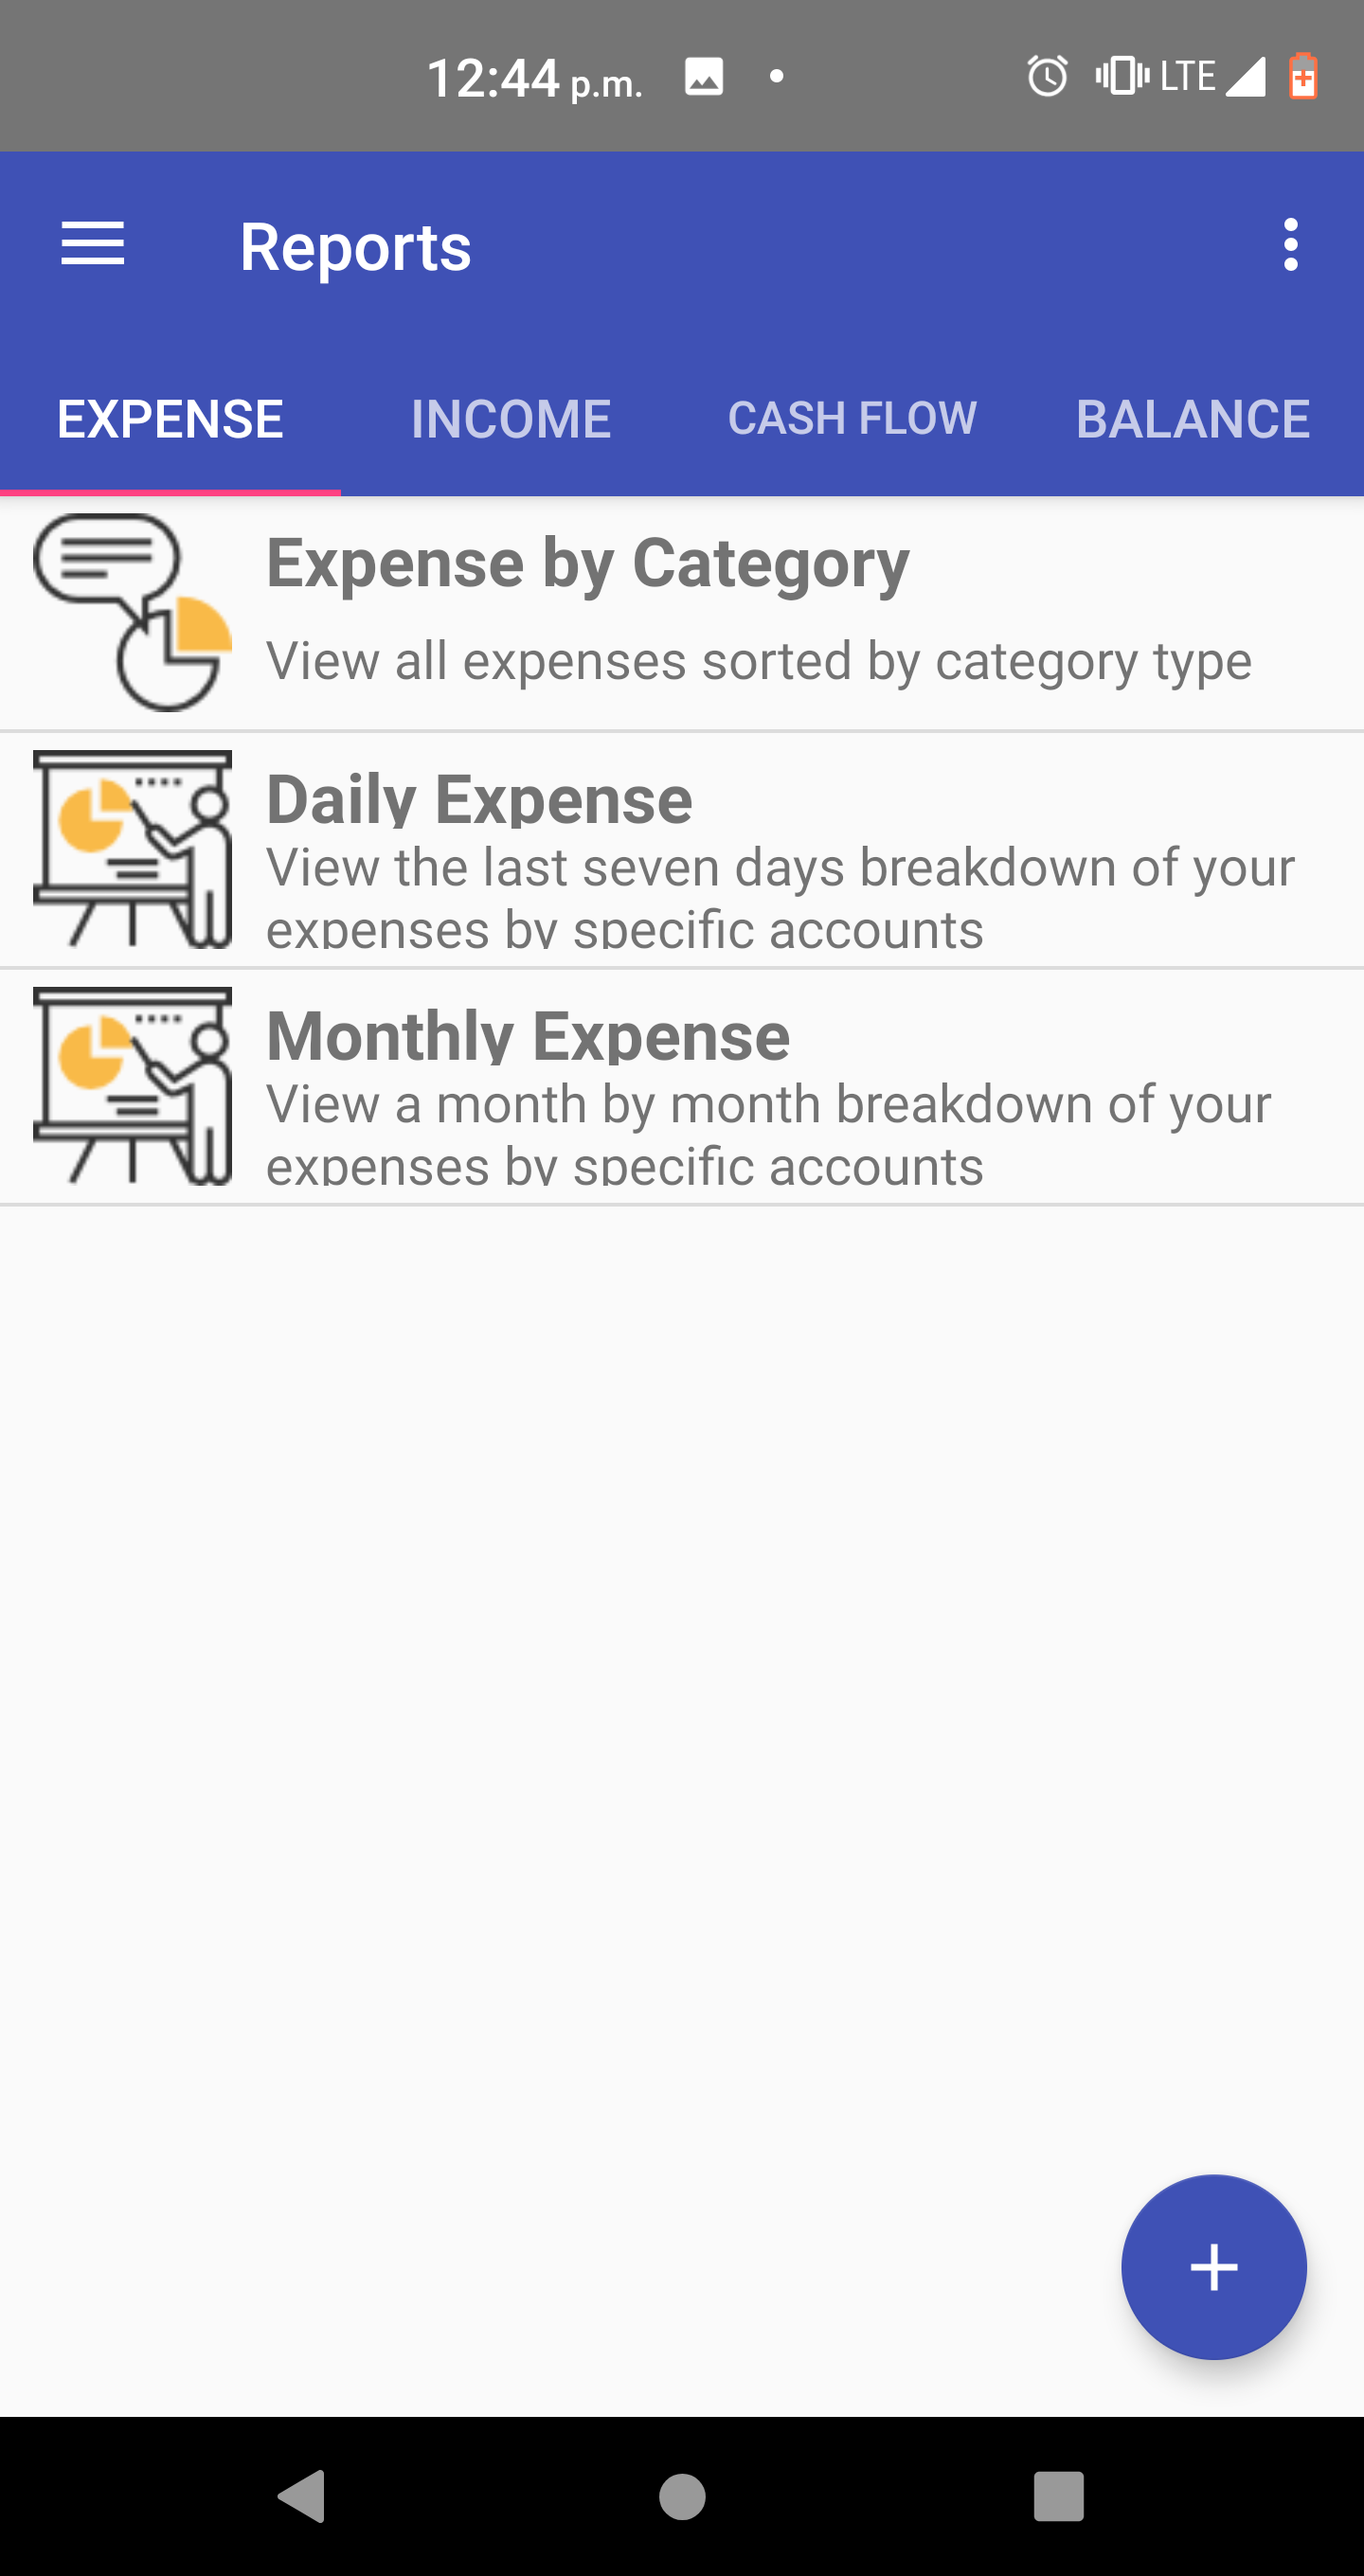 12:44 p.m.
LTE
Reports
EXPENSE INCOME CASH FLOW BALANCE
Expense by Category
View all expenses sorted by category type
Daily Expense
View the last seven days breakdown of your
expenses by specific accounts
Monthly Expense
View a month by month breakdown of your
expenses by specific accounts